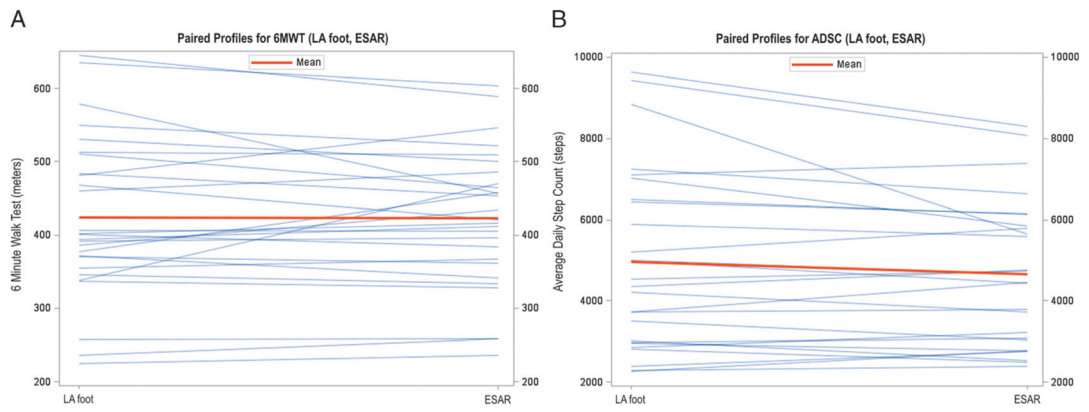 A
Paired Profiles for 6MWT (LA foot, ESAR)
Mean
6 Minute Walk Test (meters)
600 600
500 500
400 400
300 300
200 200
LA foot ESAR
B
Paired Profiles for ADSC (LA foot, ESAR)
Mean
Average Daily Step Count (steps)
10000 10000
8000 8000
6000 6000
4000 4000
2000 2000
LA foot ESAR